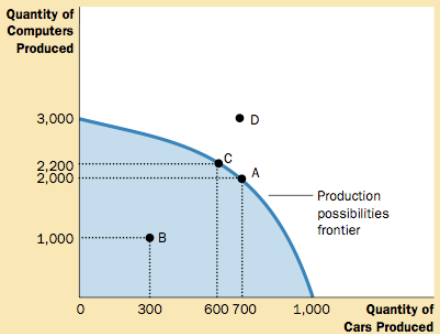 Quantity of
Computers
Produced
3,000
D
C
2,200
A
2,000
Production
possibilities
frontier
1,000
B
0
300
600 700
1,000
Quantity of
Cars Produced